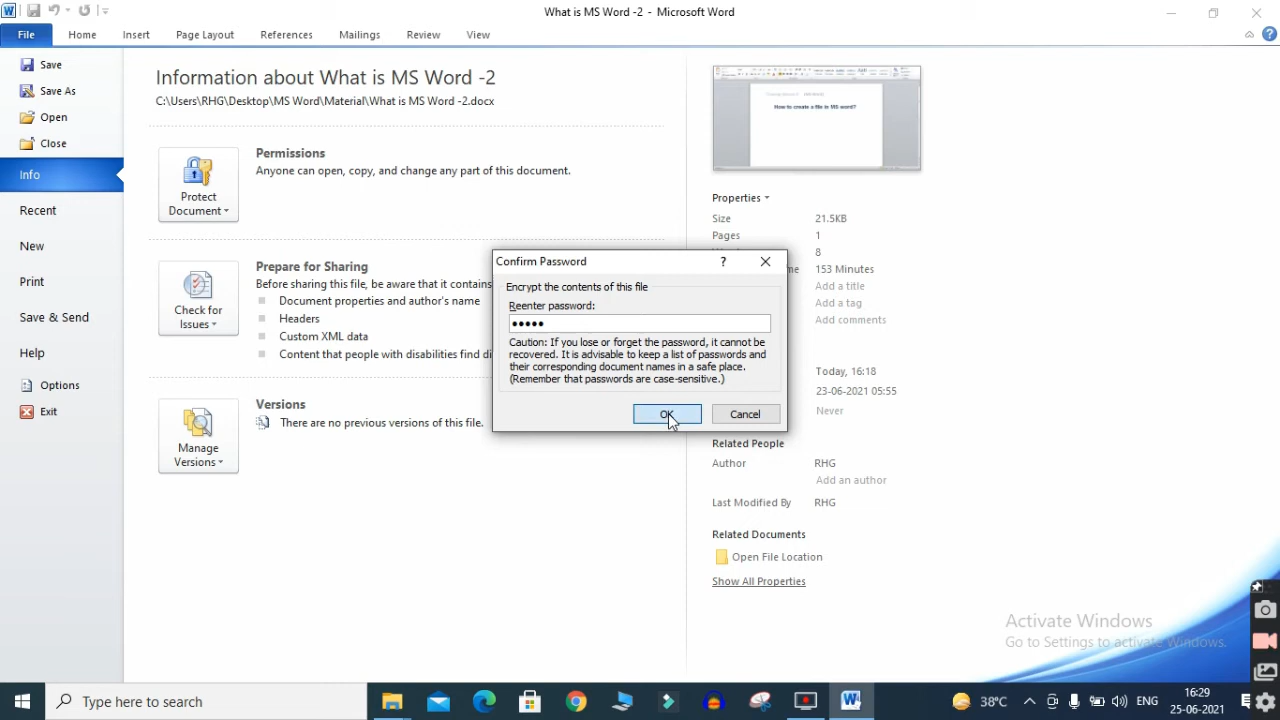 What is MS Word -2 - Microsoft Word
File Home Insert Page Layout References Mailings Review View
Save
Save As
Open
Close
Info
Recent
New
Print
Save & Send
Help
Options
Exit
Information about What is MS Word -2
C:\Users\RHG\Desktop\MS Word\Material\What is MS Word -2.docx
Protect
Document
Permissions
Anyone can open, copy, and change any part of this document.
Check for
Issues
Prepare for Sharing
Before sharing this file, be aware that it contains
Document properties and author's name
Headers
Custom XML data
Content that people with disabilities find di
Manage
Versions
Versions
There are no previous versions of this file.
Confirm Password
?
Encrypt the contents of this file
Reenter password:
•••••
Caution: If you lose or forget the password, it cannot be
recovered. It is advisable to keep a list of passwords and
their corresponding document names in a safe place.
(Remember that passwords are case-sensitive.)
OK
Cancel
How to create a file in MS word?
Properties
Size 21.5KB
Pages 1
8
me 153 Minutes
Add a title
Add a tag
Add comments
Today, 16:18
23-06-2021 05:55
Never
Related People
Author RHG
Add an author
Last Modified By RHG
Related Documents
Open File Location
Show All Properties
Activate Windows
Go to Settings to activate Windows.
Type here to search
38°C
ENG
16:29
25-06-2021